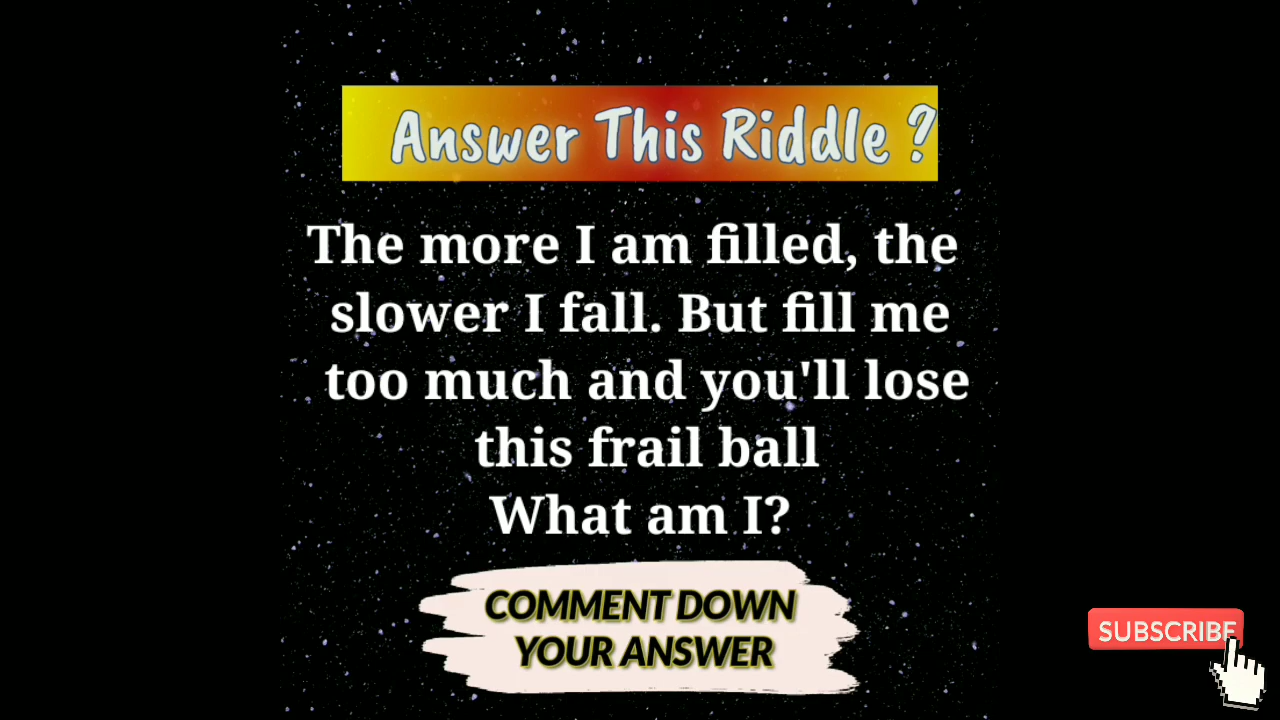 Answer This Riddle ?
The more I am filled, the
slower I fall. But fill me
too much and you'll lose
this frail ball
What am I?
COMMENT DOWN
YOUR ANSWER
SUBSCRIBE